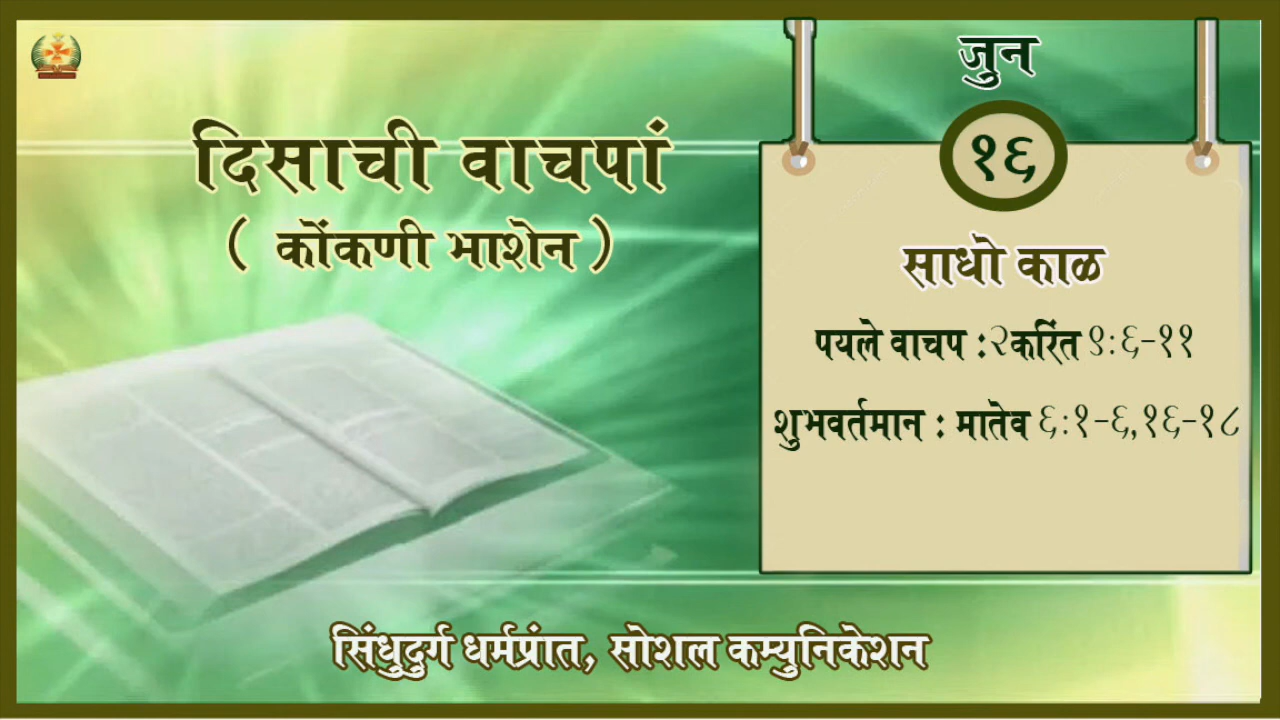 दिसाची वाचपां
( कोंकणी भाशेन )
जुन
१६
साधो काळ
पयले वाचप :२करिंत ९:६-११
शुभवर्तमान : मातेव ६:१-६,१६-१८
सिंधुदुर्ग धर्मप्रांत, सोशल कम्युनिकेशन